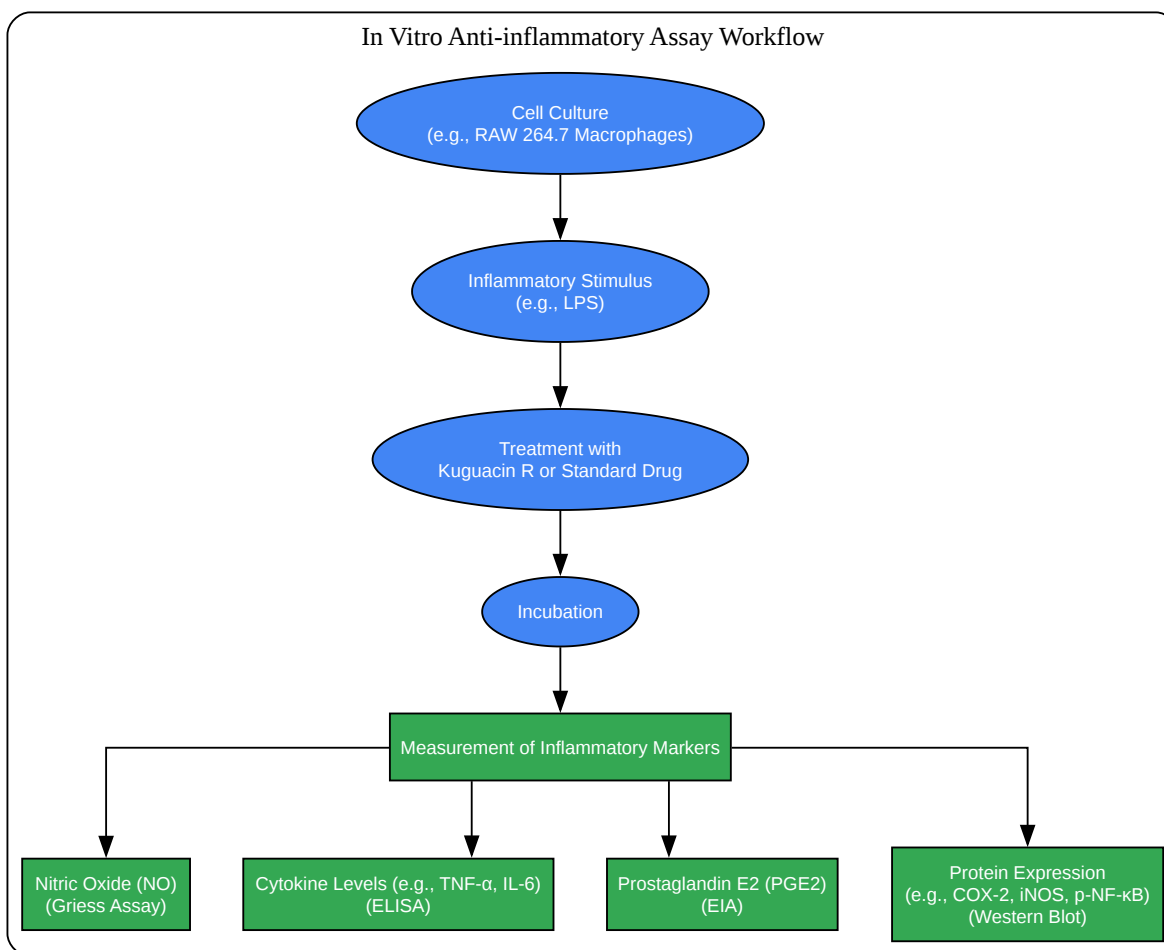 In Vitro Anti-inflammatory Assay Workflow
Cell Culture
(e.g., RAW 264.7 Macrophages)
Inflammatory Stimulus
(e.g., LPS)
Treatment with
Kuguacin R or Standard Drug
Incubation
Measurement of Inflammatory Markers
Nitric Oxide (NO)
(Griess Assay)
Cytokine Levels (e.g., TNF-α, IL-6)
(ELISA)
Prostaglandin E2 (PGE2)
(EIA)
Protein Expression
(e.g., COX-2, iNOS, p-NF-κB)
(Western Blot)